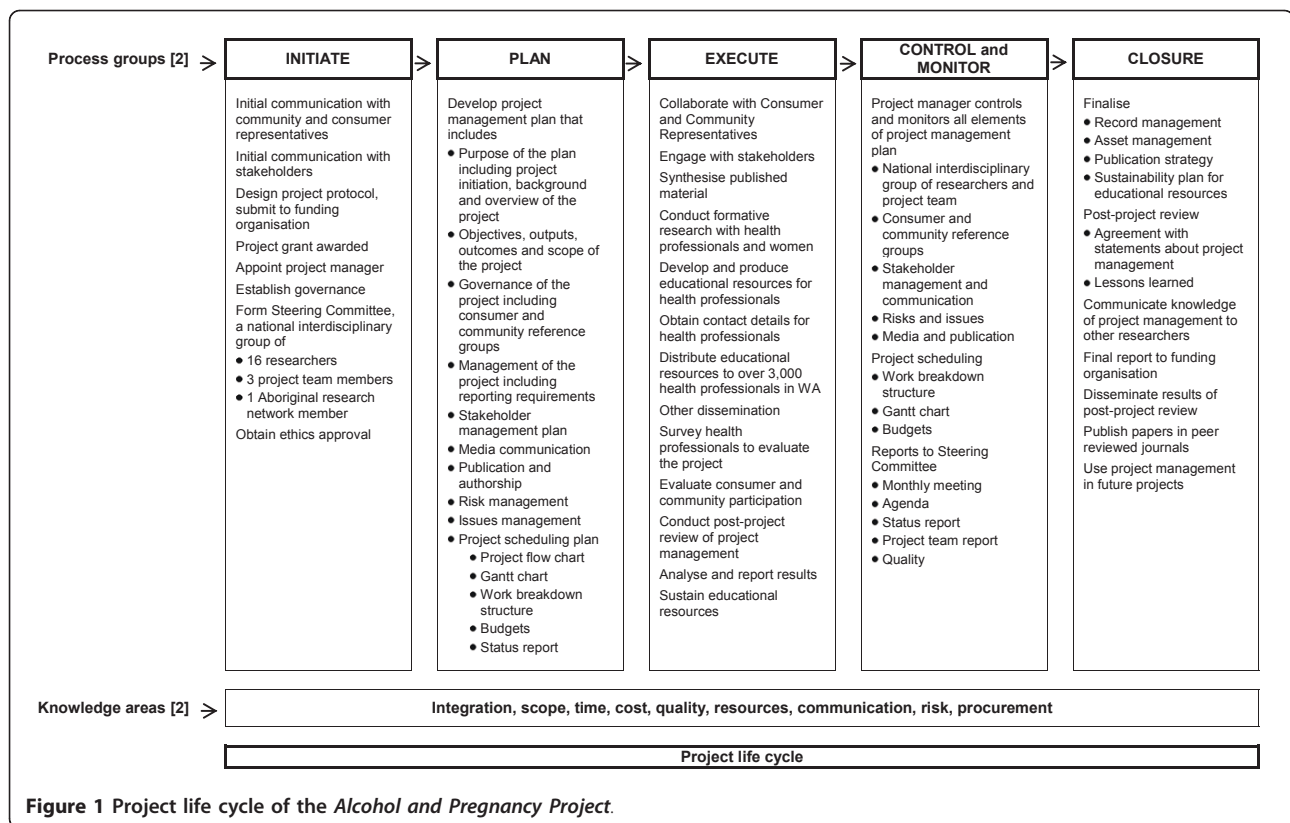 Process groups [2]
INITIATE
PLAN
EXECUTE
CONTROL and
MONITOR
CLOSURE
Initial communication with
community and consumer
representatives
Initial communication with
stakeholders
Design project protocol,
submit to funding
organisation
Project grant awarded
Appoint project manager
Establish governance
Form Steering Committee,
a national interdisciplinary
group of
● 16 researchers
● 3 project team members
● 1 Aboriginal research
network member
Obtain ethics approval
Develop project
management plan that
includes
● Purpose of the plan
including project
initiation, background
and overview of the
project
● Objectives, outputs,
outcomes and scope of
the project
● Governance of the
project including
consumer and
community reference
groups
● Management of the
project including
reporting requirements
● Stakeholder
management plan
● Media communication
● Publication and
authorship
● Risk management
● Issues management
● Project scheduling plan
● Project flow chart
● Gantt chart
● Work breakdown
structure
● Budgets
● Status report
Collaborate with Consumer
and Community
Representatives
Engage with stakeholders
Synthesise published
material
Conduct formative
research with health
professionals and women
Develop and produce
educational resources for
health professionals
Obtain contact details for
health professionals
Distribute educational
resources to over 3,000
health professionals in WA
Other dissemination
Survey health
professionals to evaluate
the project
Evaluate consumer and
community participation
Conduct post-project
review of project
management
Analyse and report results
Sustain educational
resources
Project manager controls
and monitors all elements
of project management
plan
● National interdisciplinary
group of researchers and
project team
● Consumer and
community reference
groups
● Stakeholder
management and
communication
● Risks and issues
● Media and publication
Project scheduling
● Work breakdown
structure
● Gantt chart
● Budgets
Reports to Steering
Committee
● Monthly meeting
● Agenda
● Status report
● Project team report
● Quality
Finalise
● Record management
● Asset management
● Publication strategy
● Sustainability plan for
educational resources
Post-project review
● Agreement with
statements about project
management
● Lessons learned
Communicate knowledge
of project management to
other researchers
Final report to funding
organisation
Disseminate results of
post-project review
Publish papers in peer
reviewed journals
Use project management
in future projects
Knowledge areas [2]
Integration, scope, time, cost, quality, resources, communication, risk, procurement
Project life cycle
Figure 1 Project life cycle of the Alcohol and Pregnancy Project.